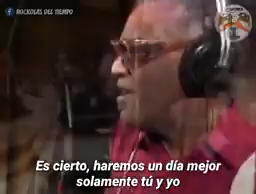 ROCKOLAS DEL TIEMPO
Es cierto, haremos un día mejor
solamente tú y yo